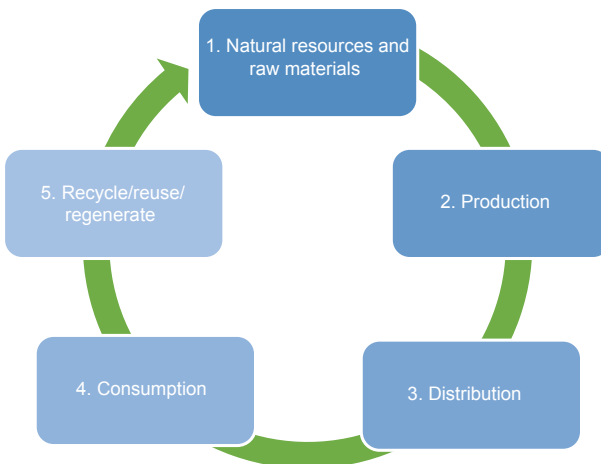 1. Natural resources and
raw materials
2. Production
3. Distribution
4. Consumption
5. Recycle/reuse/
regenerate